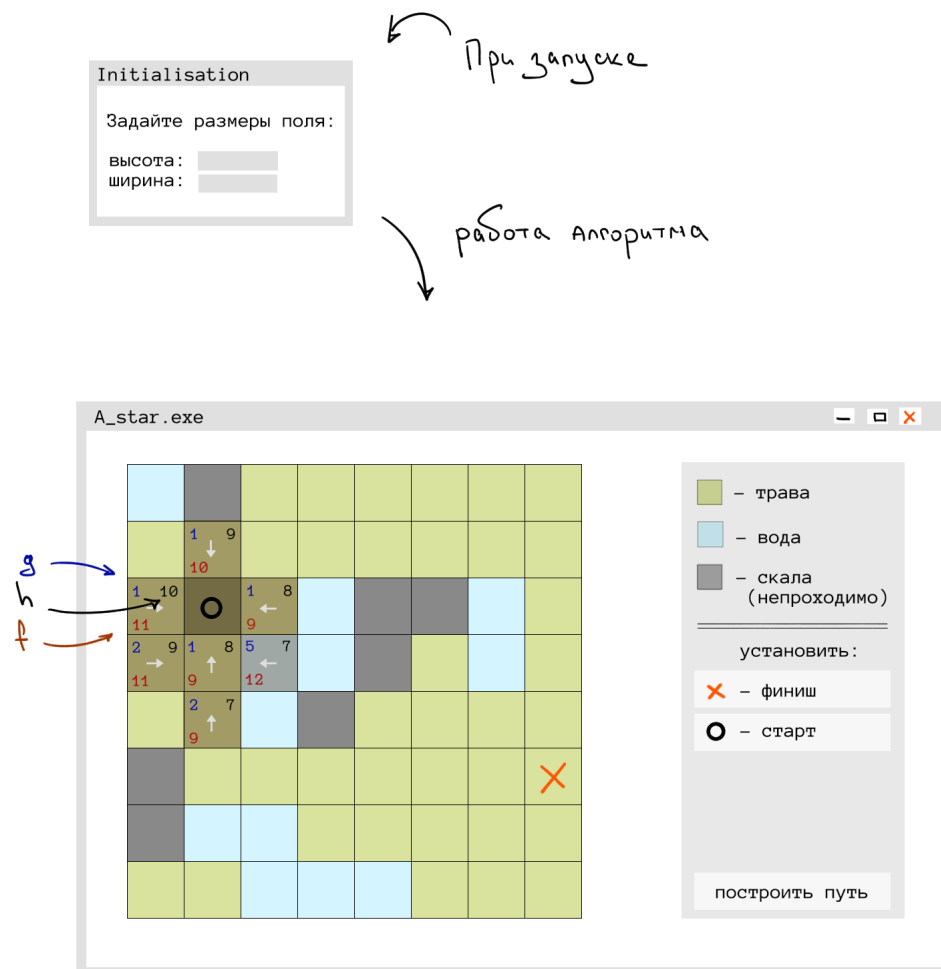 При запуске
Initialisation
Задайте размеры поля:
высота:
ширина:
работа алгоритма
A_star.exe
– трава
– вода
– скала
(непроходимо)
установить:
– финиш
– старт
построить путь
1 9
10
g
h
f
1 10
11
1 8
9
2 9
11
1 8
9
5 7
12
2 7
9